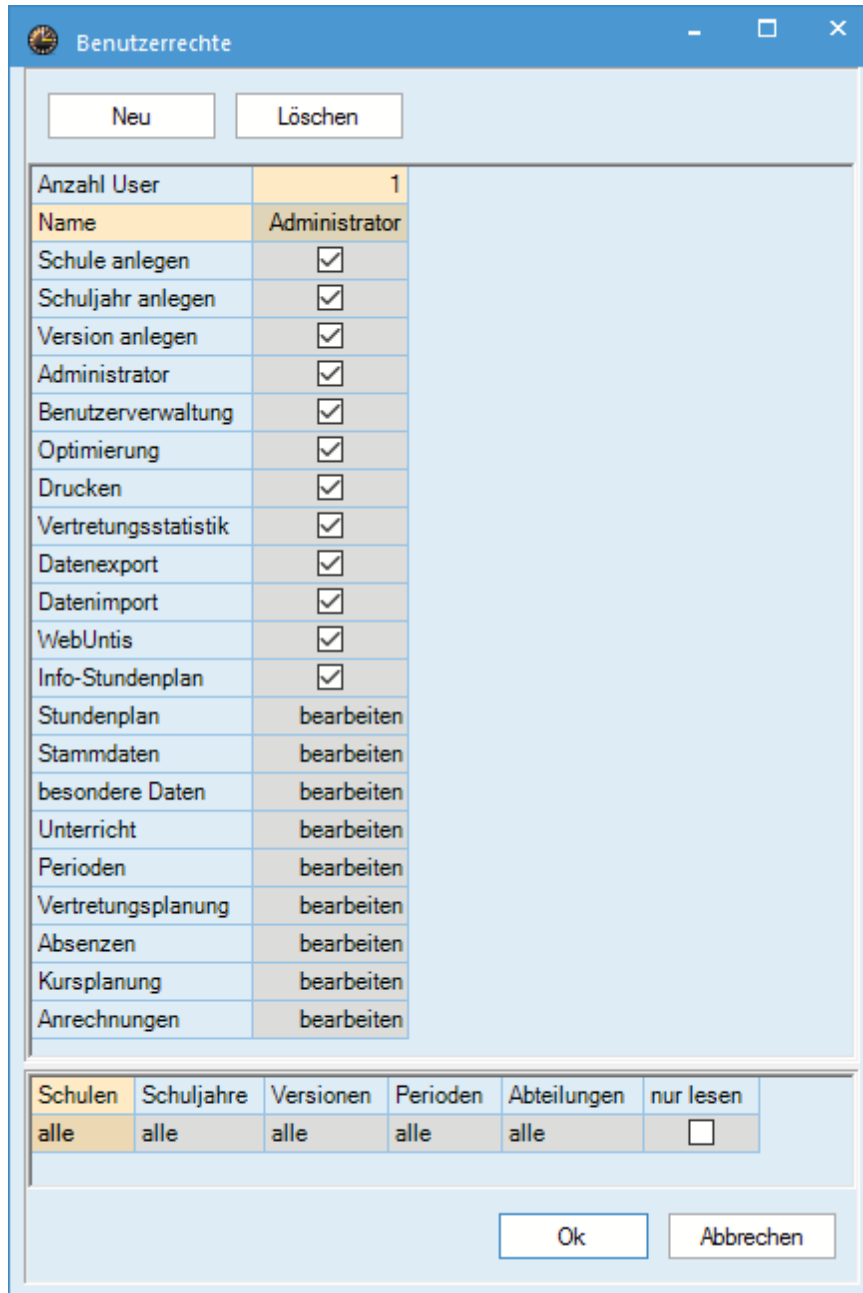 Benutzerrechte
Neu Löschen
Anzahl User 1
Name Administrator
Schule anlegen
Schuljahr anlegen
Version anlegen
Administrator
Benutzerverwaltung
Optimierung
Drucken
Vertretungsstatistik
Datenexport
Datenimport
WebUntis
Info-Stundenplan
Stundenplan bearbeiten
Stammdaten bearbeiten
besondere Daten bearbeiten
Unterricht bearbeiten
Perioden bearbeiten
Vertretungsplanung bearbeiten
Absenzen bearbeiten
Kursplanung bearbeiten
Anrechnungen bearbeiten
Schulen Schuljahre Versionen Perioden Abteilungen nur lesen
alle alle alle alle alle
Ok Abbrechen